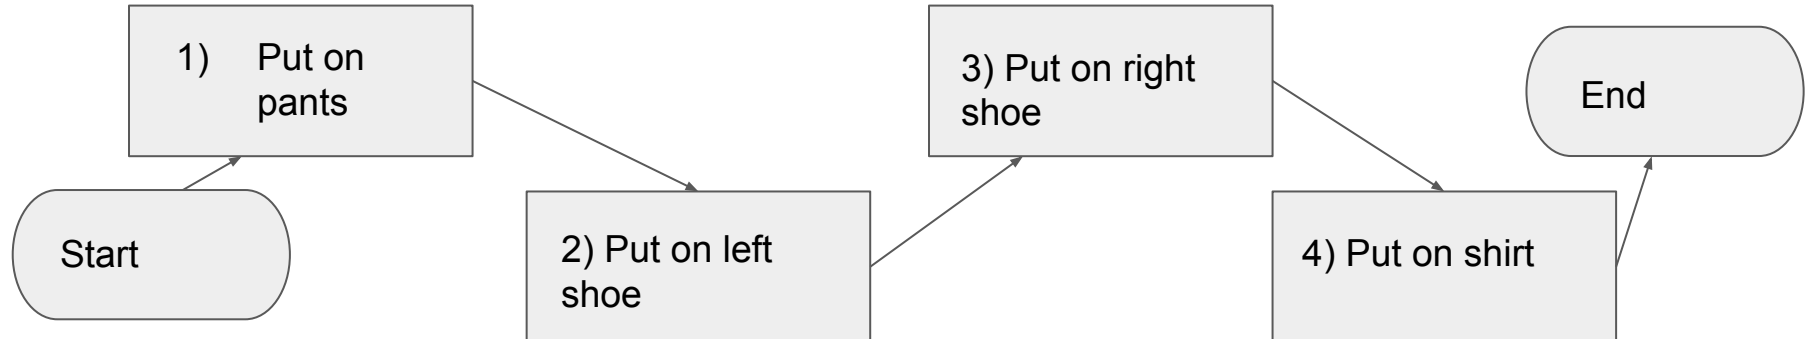 Start
1) Put on
pants
2) Put on left
shoe
3) Put on right
shoe
4) Put on shirt
End